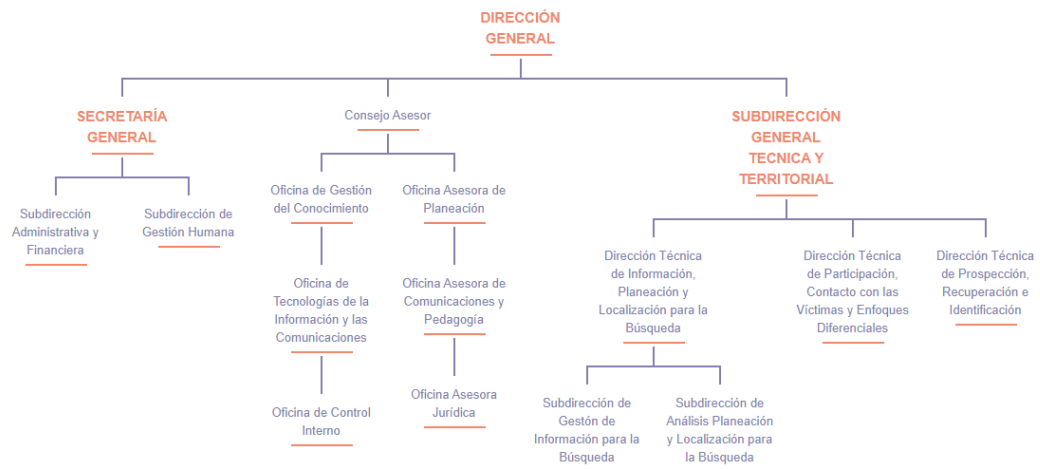 DIRECCIÓN
GENERAL
SECRETARÍA
GENERAL
Consejo Asesor
SUBDIRECCIÓN
GENERAL
TECNICA Y
TERRITORIAL
Subdirección
Administrativa y
Financiera
Subdirección de
Gestión Humana
Oficina de Gestión
del Conocimiento
Oficina Asesora de
Planeación
Oficina de
Tecnologías de la
Información y las
Comunicaciones
Oficina Asesora de
Comunicaciones y
Pedagogía
Oficina de Control
Interno
Oficina Asesora
Jurídica
Dirección Técnica
de Información,
Planeación y
Localización para la
Búsqueda
Dirección Técnica
de Participación,
Contacto con las
Víctimas y Enfoques
Diferenciales
Dirección Técnica
de Prospección,
Recuperación e
Identificación
Subdirección de
Gestón de
Información para la
Búsqueda
Subdirección de
Análisis Planeación
y Localización para
la Búsqueda